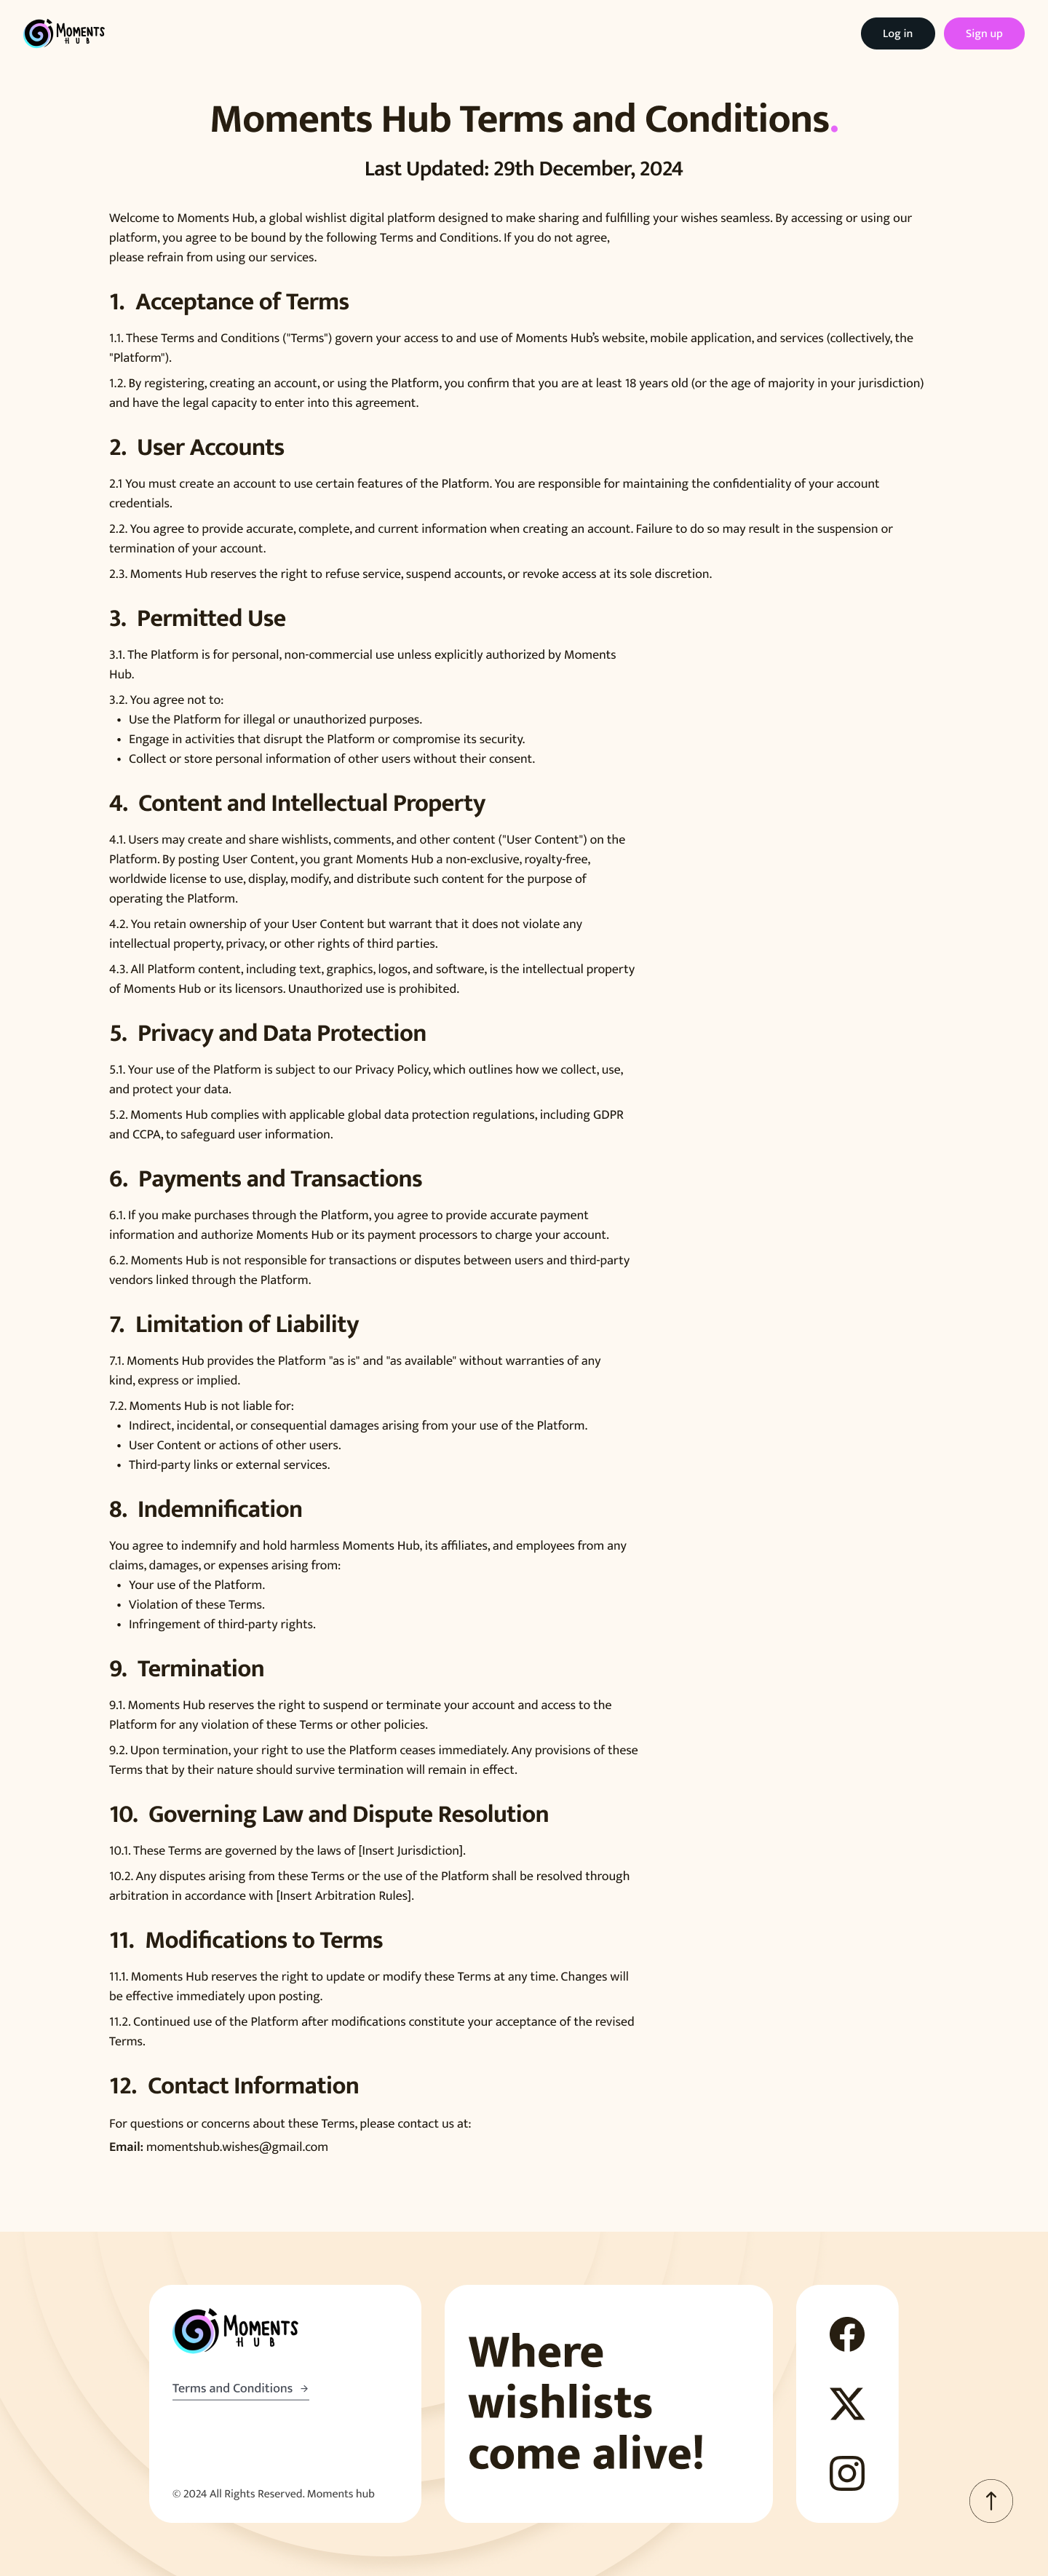 MOMENTS
HUB
Log in
Sign up
Moments Hub Terms and Conditions.
Last Updated: 29th December, 2024
Welcome to Moments Hub, a global wishlist digital platform designed to make sharing and fulfilling your wishes seamless. By accessing or using our
platform, you agree to be bound by the following Terms and Conditions. If you do not agree,
please refrain from using our services.
1. Acceptance of Terms
1.1. These Terms and Conditions ("Terms") govern your access to and use of Moments Hub's website, mobile application, and services (collectively, the
"Platform").
1.2. By registering, creating an account, or using the Platform, you confirm that you are at least 18 years old (or the age of majority in your jurisdiction)
and have the legal capacity to enter into this agreement.
2. User Accounts
2.1 You must create an account to use certain features of the Platform. You are responsible for maintaining the confidentiality of your account
credentials.
2.2. You agree to provide accurate, complete, and current information when creating an account. Failure to do so may result in the suspension or
termination of your account.
2.3. Moments Hub reserves the right to refuse service, suspend accounts, or revoke access at its sole discretion.
3. Permitted Use
3.1. The Platform is for personal, non-commercial use unless explicitly authorized by Moments
Hub.
3.2. You agree not to:
• Use the Platform for illegal or unauthorized purposes.
• Engage in activities that disrupt the Platform or compromise its security.
• Collect or store personal information of other users without their consent.
4. Content and Intellectual Property
4.1. Users may create and share wishlists, comments, and other content ("User Content") on the
Platform. By posting User Content, you grant Moments Hub a non-exclusive, royalty-free,
worldwide license to use, display, modify, and distribute such content for the purpose of
operating the Platform.
4.2. You retain ownership of your User Content but warrant that it does not violate any
intellectual property, privacy, or other rights of third parties.
4.3. All Platform content, including text, graphics, logos, and software, is the intellectual property
of Moments Hub or its licensors. Unauthorized use is prohibited.
5. Privacy and Data Protection
5.1. Your use of the Platform is subject to our Privacy Policy, which outlines how we collect, use,
and protect your data.
5.2. Moments Hub complies with applicable global data protection regulations, including GDPR
and CCPA, to safeguard user information.
6. Payments and Transactions
6.1. If you make purchases through the Platform, you agree to provide accurate payment
information and authorize Moments Hub or its payment processors to charge your account.
6.2. Moments Hub is not responsible for transactions or disputes between users and third-party
vendors linked through the Platform.
7. Limitation of Liability
7.1. Moments Hub provides the Platform "as is" and "as available" without warranties of any
kind, express or implied.
7.2. Moments Hub is not liable for:
• Indirect, incidental, or consequential damages arising from your use of the Platform.
• User Content or actions of other users.
• Third-party links or external services.
8. Indemnification
You agree to indemnify and hold harmless Moments Hub, its affiliates, and employees from any
claims, damages, or expenses arising from:
• Your use of the Platform.
• Violation of these Terms.
• Infringement of third-party rights.
9. Termination
9.1. Moments Hub reserves the right to suspend or terminate your account and access to the
Platform for any violation of these Terms or other policies.
9.2. Upon termination, your right to use the Platform ceases immediately. Any provisions of these
Terms that by their nature should survive termination will remain in effect.
10. Governing Law and Dispute Resolution
10.1. These Terms are governed by the laws of [Insert Jurisdiction].
10.2. Any disputes arising from these Terms or the use of the Platform shall be resolved through
arbitration in accordance with [Insert Arbitration Rules].
11. Modifications to Terms
11.1. Moments Hub reserves the right to update or modify these Terms at any time. Changes will
be effective immediately upon posting.
11.2. Continued use of the Platform after modifications constitute your acceptance of the revised
Terms.
12. Contact Information
For questions or concerns about these Terms, please contact us at:
Email: momentshub.wishes@gmail.com
MOMENTS
HUB
Terms and Conditions →
© 2024 All Rights Reserved. Moments hub
Where
wishlists
come alive!